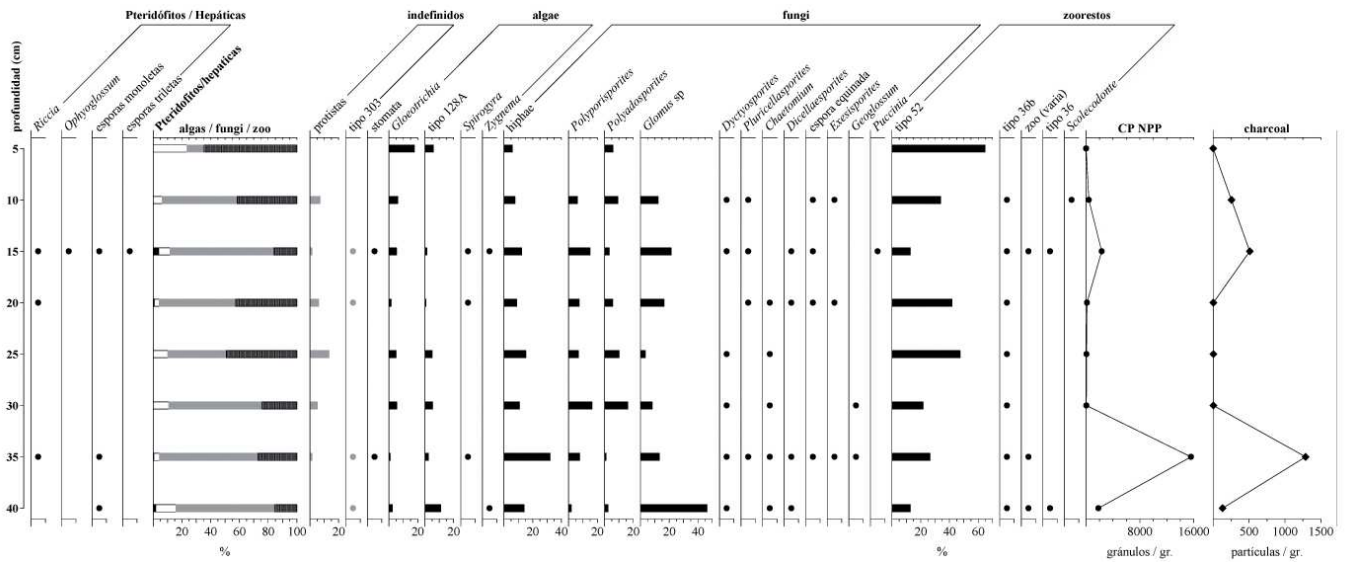 Pteridófitos / Hepáticas
indefinidos
algae
fungi
zoorestos
profundidad (cm)
Riccia
Ophyoglossum
esporas monoletas
esporas triletas
Pteridofitos/hepaticas
algas / fungi / zoo
protistas
tipo 303
stomata
Gloeotrichia
tipo 128A
Spirogyra
Zygnema
hiphae
Polyporisporites
Polyadosporites
Glomus sp
Dyctyosporites
Pluricellaesporites
Chaetomium
Dicellaesporites
espora equinada
Exesisporites
Geoglossum
Puccinia
tipo 52
tipo 36b
zoo (varia)
tipo 36
Scolecodonte
CP NPP
charcoal
5
10
15
20
25
30
35
40
20 40 60 80 100
20
20
20
20 40
20
20
20 40
20 40 60
8000 16000
500 1000 1500
%
%
gránulos / gr.
partículas / gr.